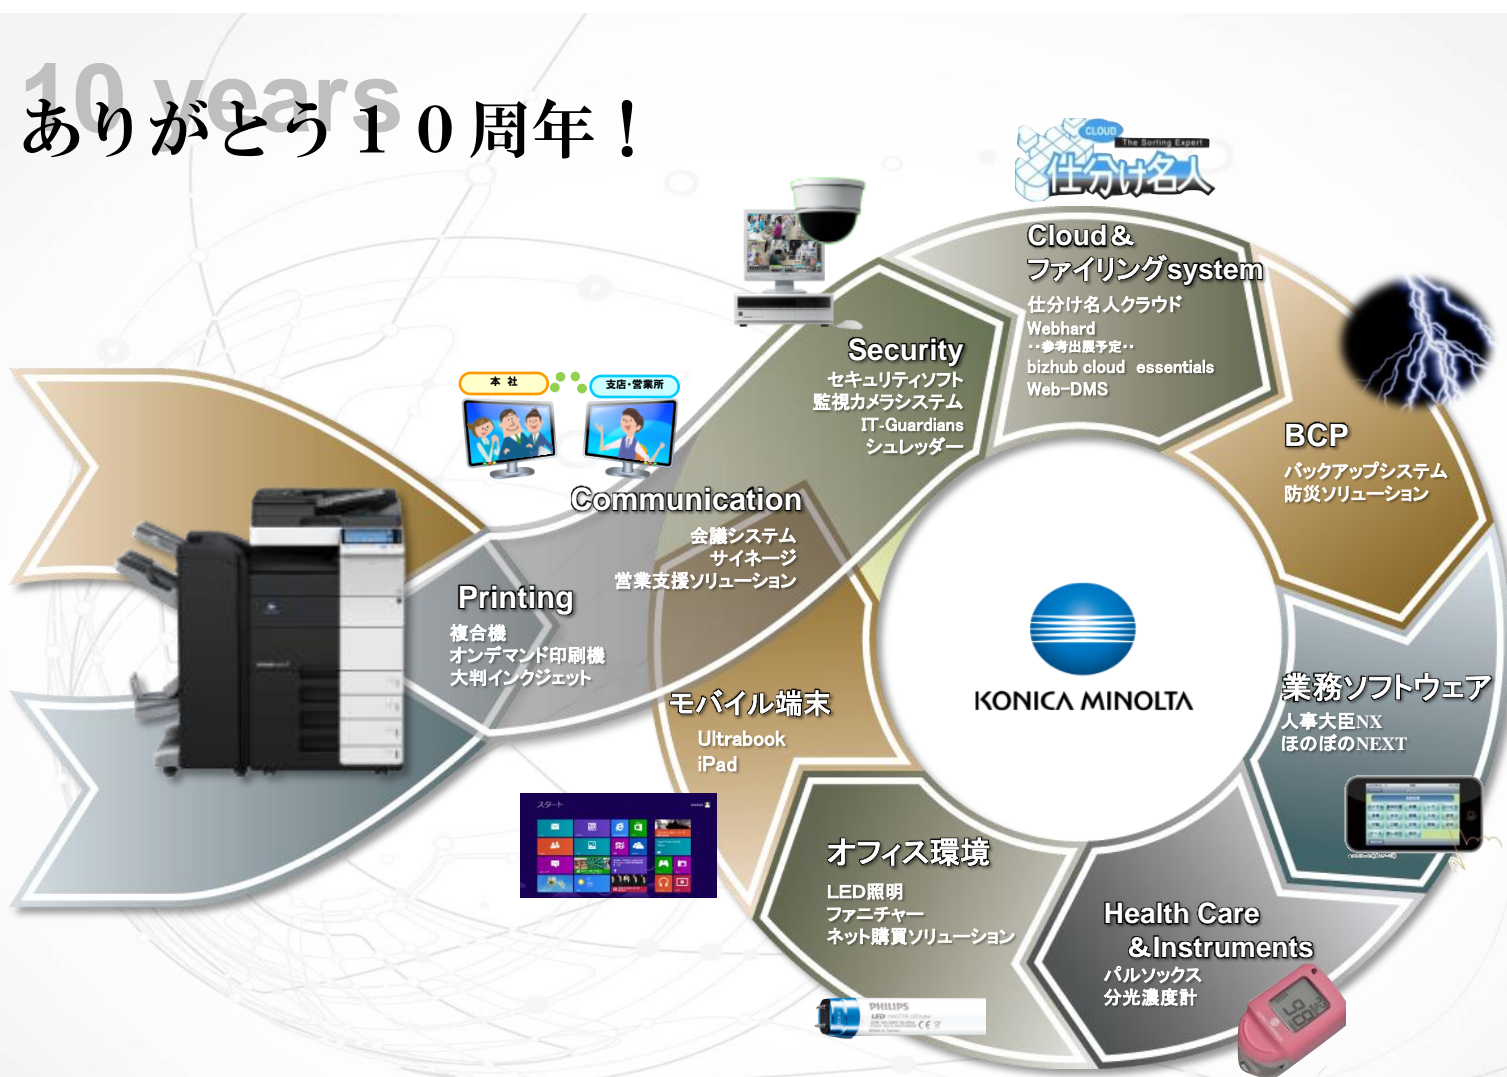 10 years
ありがとう１０周年！
CLOUD
The Sorting Expert
仕分け名人
Cloud＆
ファイリングsystem
仕分け名人クラウド
Webhard
‥参考出展予定‥
bizhub cloud essentials
Web-DMS
Security
セキュリティソフト
監視カメラシステム
IT-Guardians
シュレッダー
BCP
バックアップシステム
防災ソリューション
本 社
支店・営業所
Communication
会議システム
サイネージ
営業支援ソリューション
Printing
複合機
オンデマンド印刷機
大判インクジェット
KONICA MINOLTA
業務ソフトウェア
人事大臣NX
ほのぼのNEXT
モバイル端末
Ultrabook
iPad
スタート
オフィス環境
ＬＥＤ照明
ファニチャー
ネット購買ソリューション
Health Care
＆Instruments
パルソックス
分光濃度計
PHILIPS
LED